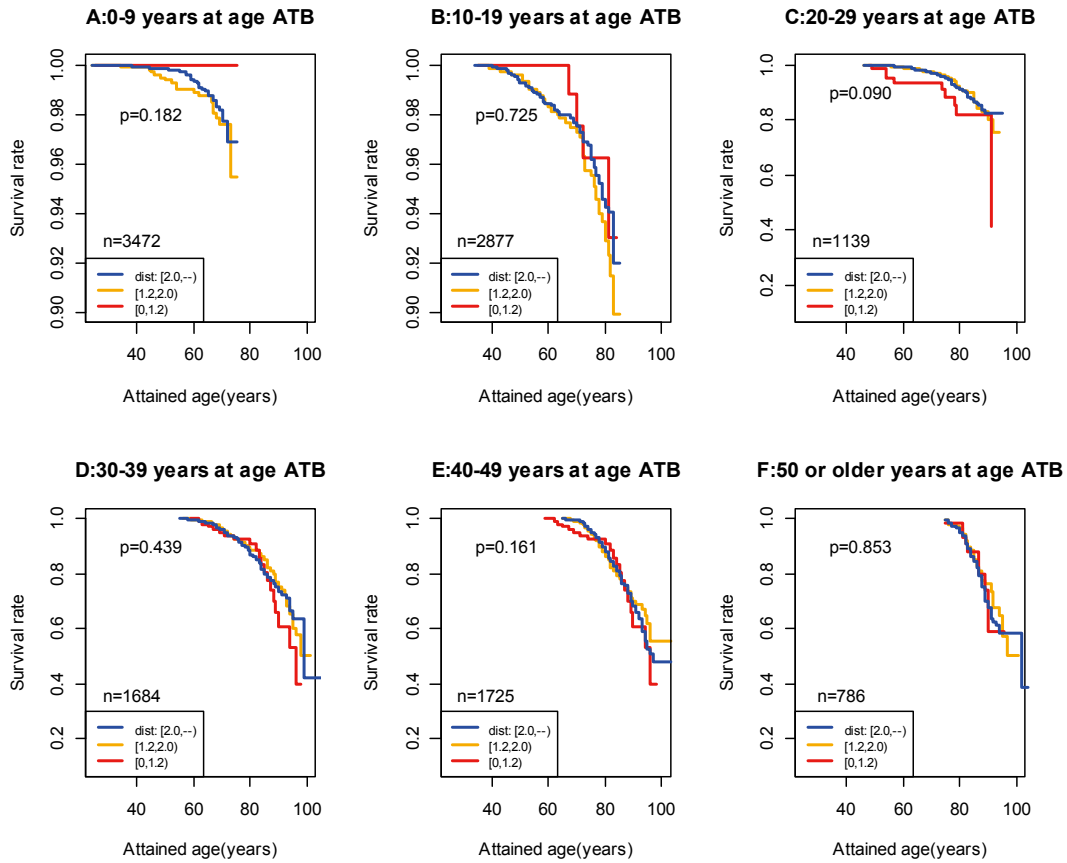 A:0-9 years at age ATB
Survival rate
1.00
0.98
0.96
0.94
0.92
0.90
p=0.182
n=3472
dist: [2.0,--)
[1.2,2.0)
[0,1.2)
40 60 80 100
Attained age(years)
B:10-19 years at age ATB
Survival rate
1.00
0.98
0.96
0.94
0.92
0.90
p=0.725
n=2877
dist: [2.0,--)
[1.2,2.0)
[0,1.2)
40 60 80 100
Attained age(years)
C:20-29 years at age ATB
Survival rate
1.0
0.8
0.6
0.4
0.2
p=0.090
n=1139
dist: [2.0,--)
[1.2,2.0)
[0,1.2)
40 60 80 100
Attained age(years)
D:30-39 years at age ATB
Survival rate
1.0
0.8
0.6
0.4
0.2
p=0.439
n=1684
dist: [2.0,--)
[1.2,2.0)
[0,1.2)
40 60 80 100
Attained age(years)
E:40-49 years at age ATB
Survival rate
1.0
0.8
0.6
0.4
0.2
p=0.161
n=1725
dist: [2.0,--)
[1.2,2.0)
[0,1.2)
40 60 80 100
Attained age(years)
F:50 or older years at age ATB
Survival rate
1.0
0.8
0.6
0.4
0.2
p=0.853
n=786
dist: [2.0,--)
[1.2,2.0)
[0,1.2)
40 60 80 100
Attained age(years)